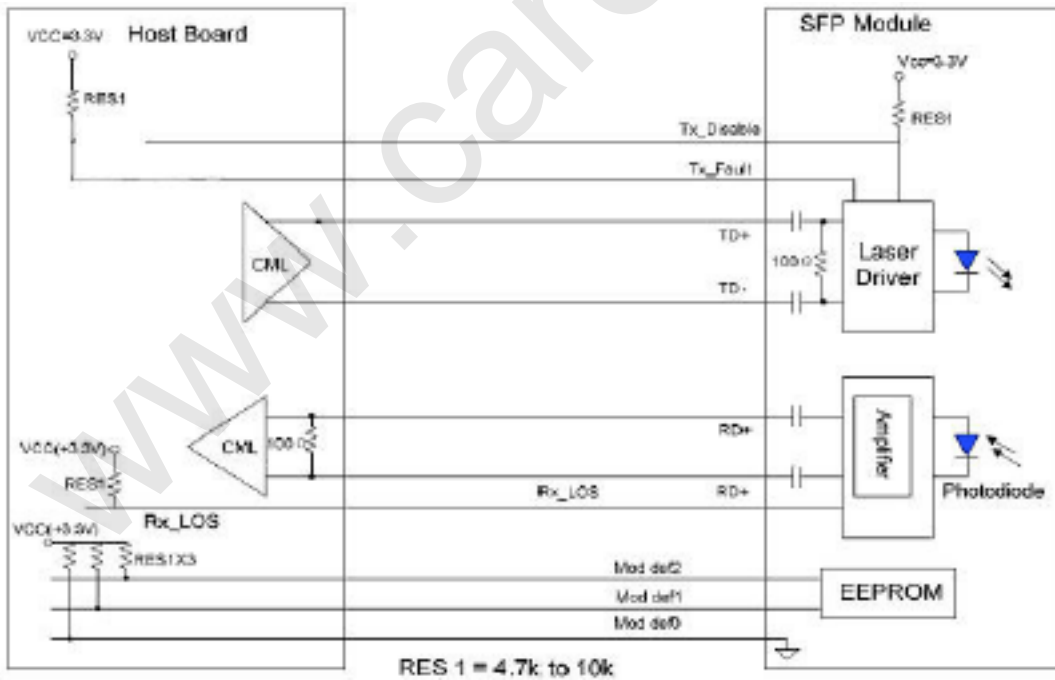 Host Board
SFP Module
VCC=3.3V
Vcc=3.3V
RES1
RES1
Tx_Disable
Tx_Fault
TD+
CML
100Ω
Laser
Driver
TD-
RD+
CML
100Ω
Amplifier
VCC(+3.3V)
RES1
Rx_LOS
RD+
Photodiode
Rx_LOS
VCC(+3.3V)
RES1X3
Mod def2
Mod def1
EEPROM
Mod def0
RES 1 = 4.7k to 10k
www.car